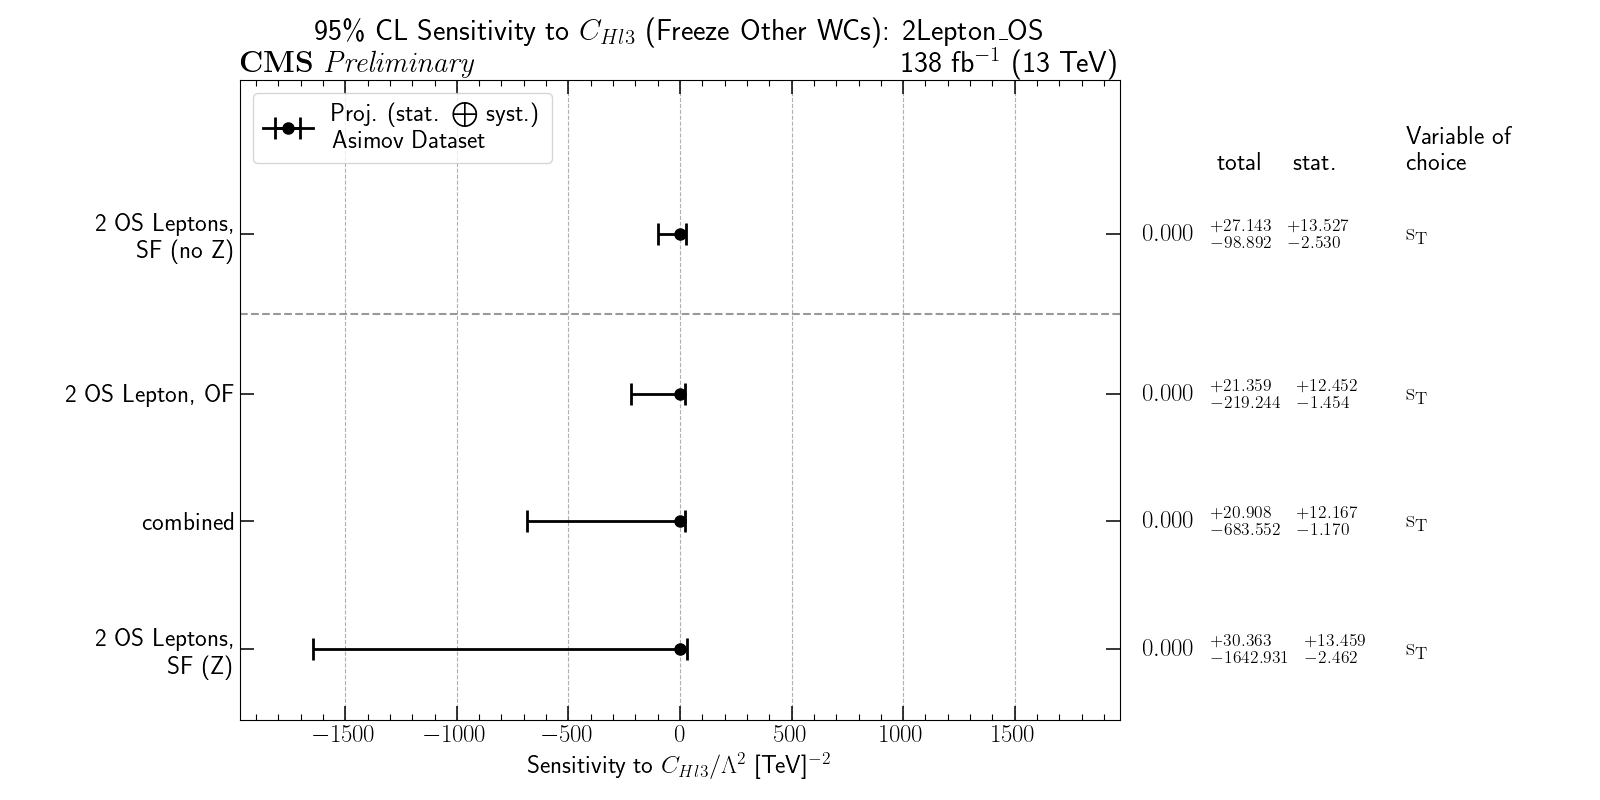 95% CL Sensitivity to C_{Hl3} (Freeze Other WCs): 2Lepton_OS
CMS Preliminary 138 fb⁻¹ (13 TeV)
Proj. (stat. ⨁ syst.)
Asimov Dataset
Variable of
total stat. choice
2 OS Leptons,
SF (no Z)
0.000 +27.143 −98.892 +13.527 −2.530 s_T
2 OS Lepton, OF 0.000 +21.359 −219.244 +12.452 −1.454 s_T
combined 0.000 +20.908 −683.552 +12.167 −1.170 s_T
2 OS Leptons,
SF (Z)
0.000 +30.363 −1642.931 +13.459 −2.462 s_T
−1500 −1000 −500 0 500 1000 1500
Sensitivity to C_{Hl3}/Λ² [TeV]⁻²